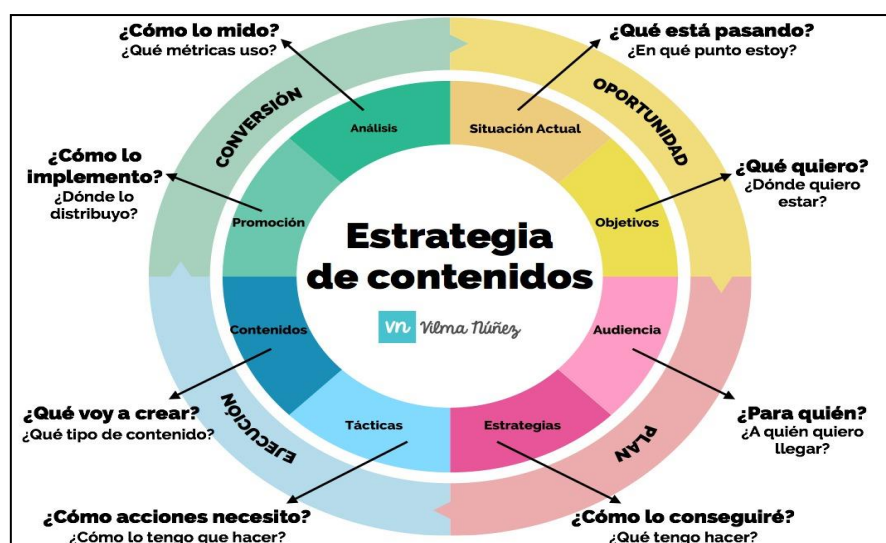 ¿Cómo lo mido?
¿Qué métricas uso?
¿Qué está pasando?
¿En qué punto estoy?
CONVERSIÓN
OPORTUNIDAD
Análisis
Situación Actual
¿Cómo lo
implemento?
¿Dónde lo
distribuyo?
¿Qué quiero?
¿Dónde quiero
estar?
Promoción
Objetivos
Estrategia
de contenidos
vn Vilma Núñez
Contenidos
Audiencia
¿Qué voy a crear?
¿Qué tipo de contenido?
¿Para quién?
¿A quién quiero
llegar?
Tácticas
Estrategias
EJECUCIÓN
PLAN
¿Cómo acciones necesito?
¿Cómo lo tengo que hacer?
¿Cómo lo conseguiré?
¿Qué tengo hacer?